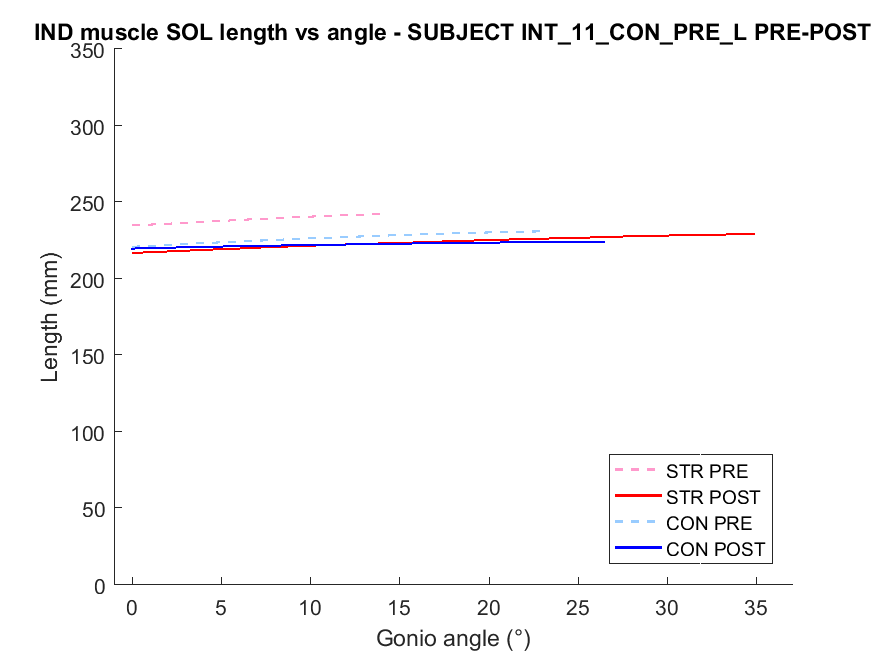 IND muscle SOL length vs angle - SUBJECT INT_11_CON_PRE_L PRE-POST
350
300
250
200
150
100
50
0
Length (mm)
STR PRE
STR POST
CON PRE
CON POST
0 5 10 15 20 25 30 35
Gonio angle (°)